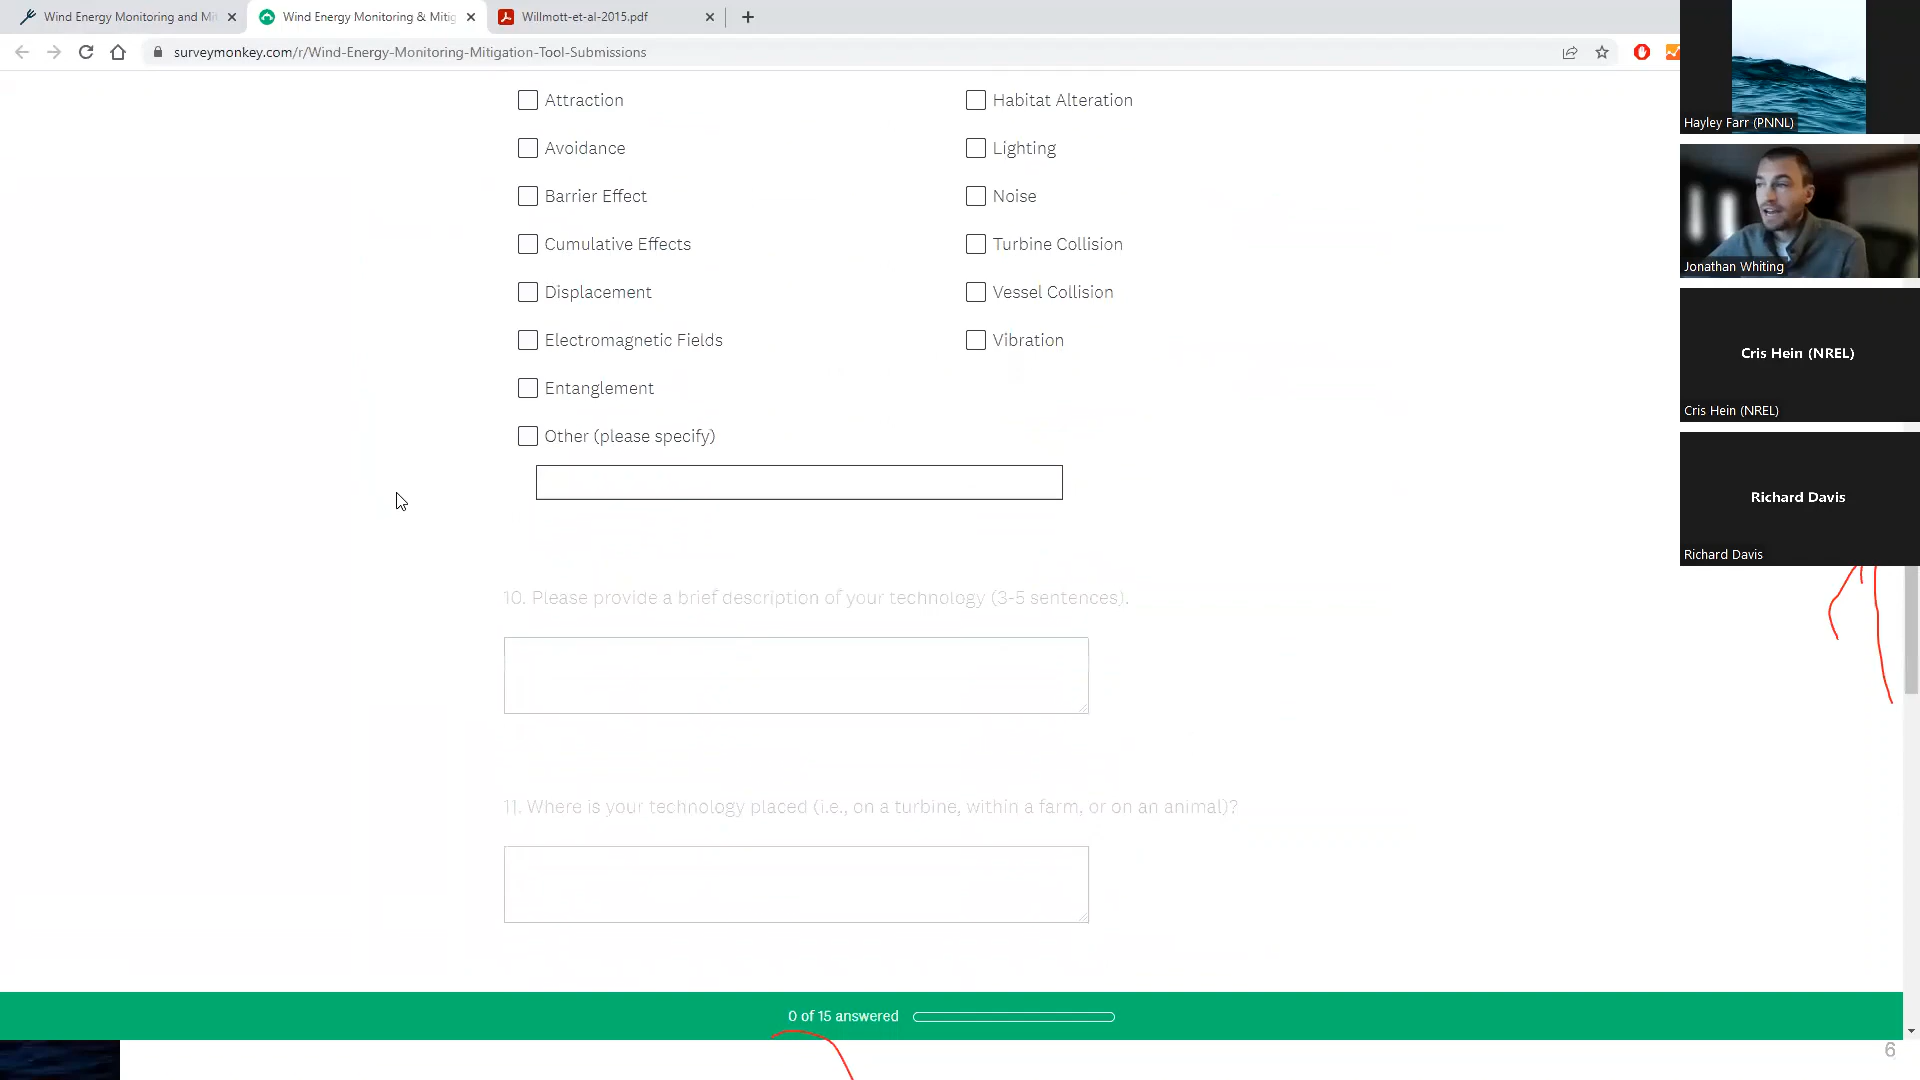 Wind Energy Monitoring and Mi
Wind Energy Monitoring & Mitig
Willmott-et-al-2015.pdf
surveymonkey.com/r/Wind-Energy-Monitoring-Mitigation-Tool-Submissions
Attraction
Habitat Alteration
Avoidance
Lighting
Barrier Effect
Noise
Cumulative Effects
Turbine Collision
Displacement
Vessel Collision
Electromagnetic Fields
Vibration
Entanglement
Other (please specify)
10. Please provide a brief description of your technology (3-5 sentences).
11. Where is your technology placed (i.e., on a turbine, within a farm, or on an animal)?
0 of 15 answered
Hayley Farr (PNNL)
Jonathan Whiting
Cris Hein (NREL)
Cris Hein (NREL)
Richard Davis
Richard Davis
6